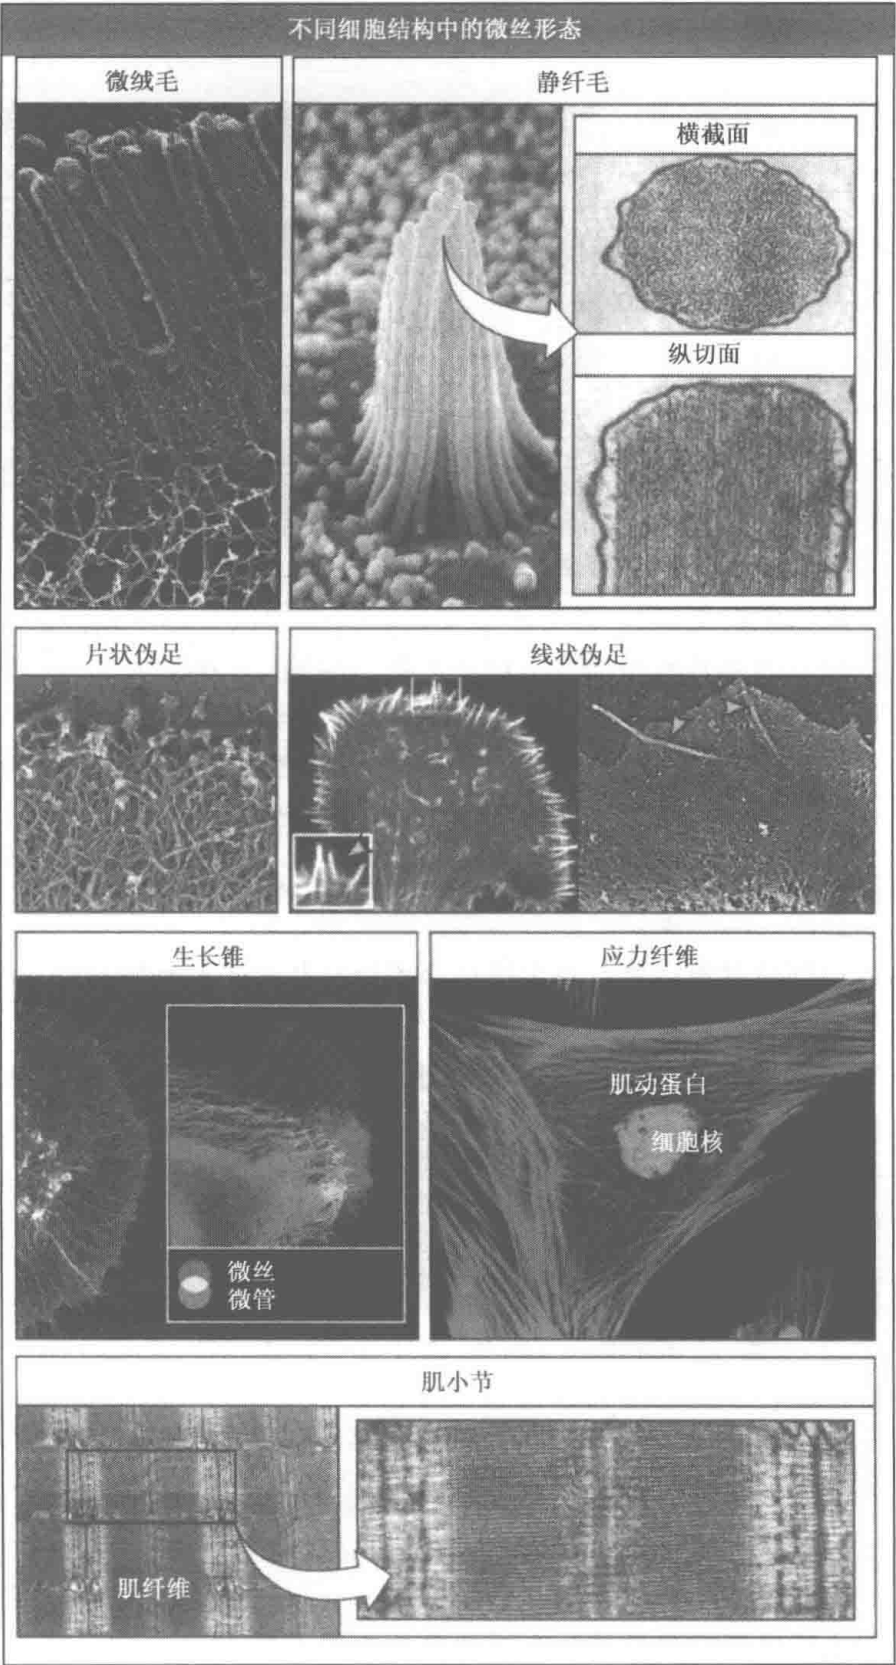 不同细胞结构中的微丝形态
微绒毛
静纤毛
横截面
纵切面
片状伪足
线状伪足
生长锥
应力纤维
肌动蛋白
细胞核
微丝
微管
肌小节
肌纤维